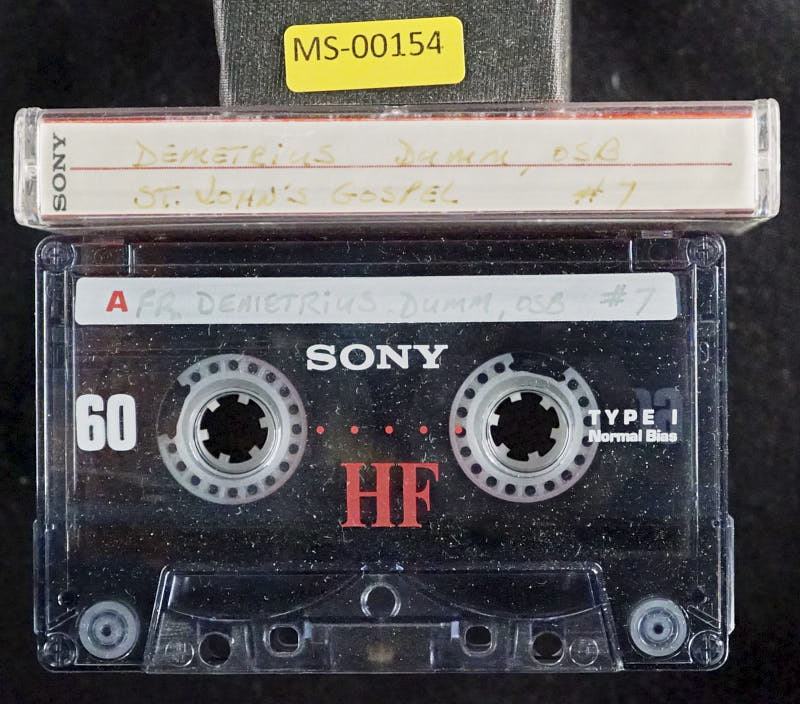 MS-00154
SONY
DEMETRIUS DUMM, OSB
ST. JOHN'S GOSPEL #7
A FR. DEMETRIUS DUMM, OSB #7
SONY
60
TYPE I
Normal Bias
HF